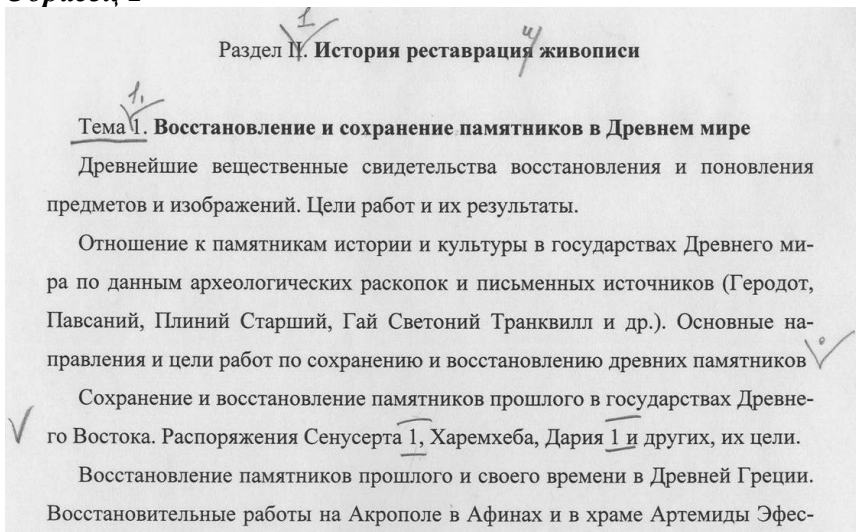 Образец 2
1
Раздел II. История реставрация живописи
и
1.
Тема 1. Восстановление и сохранение памятников в Древнем мире
Древнейшие вещественные свидетельства восстановления и поновления
предметов и изображений. Цели работ и их результаты.
Отношение к памятникам истории и культуры в государствах Древнего ми-
ра по данным археологических раскопок и письменных источников (Геродот,
Павсаний, Плиний Старший, Гай Светоний Транквилл и др.). Основные на-
правления и цели работ по сохранению и восстановлению древних памятников
Сохранение и восстановление памятников прошлого в государствах Древне-
го Востока. Распоряжения Сенусерта 1, Харемхеба, Дария 1 и других, их цели.
Восстановление памятников прошлого и своего времени в Древней Греции.
Восстановительные работы на Акрополе в Афинах и в храме Артемиды Эфес-